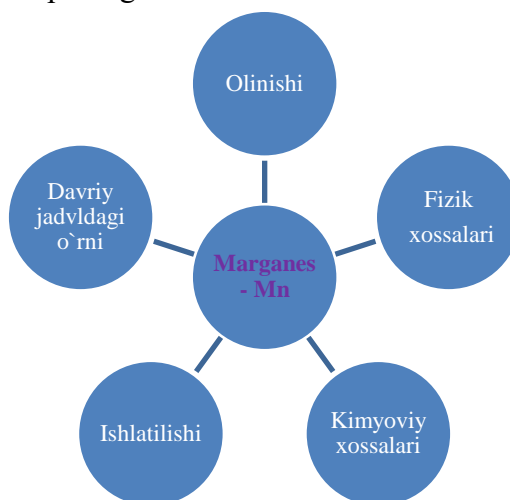 Olinishi
Davriy
jadvldagi
o`rni
Fizik
xossalari
Marganes
- Mn
Ishlatilishi
Kimyoviy
xossalari